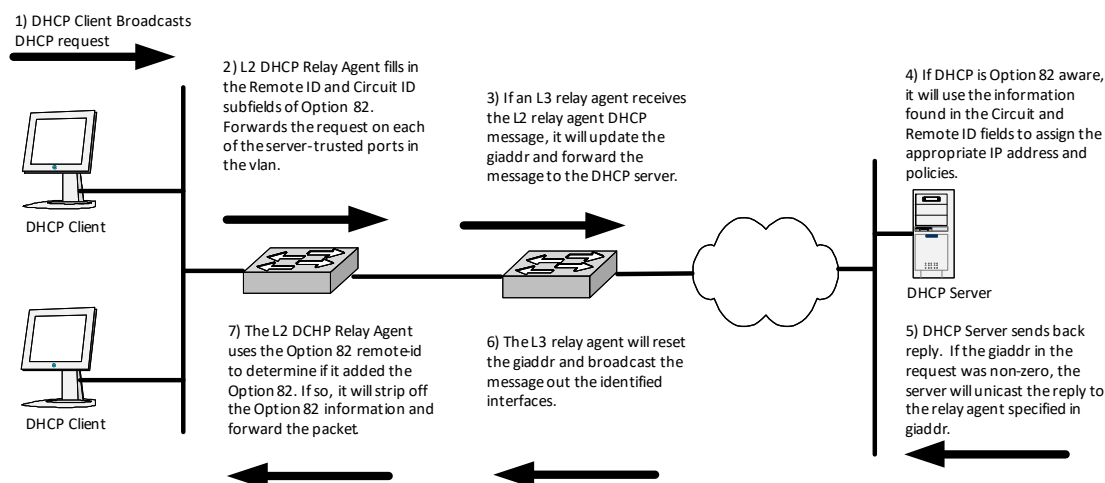 1) DHCP Client Broadcasts
DHCP request
2) L2 DHCP Relay Agent fills in
the Remote ID and Circuit ID
subfields of Option 82.
Forwards the request on each
of the server-trusted ports in
the vlan.
3) If an L3 relay agent receives
the L2 relay agent DHCP
message, it will update the
giaddr and forward the
message to the DHCP server.
4) If DHCP is Option 82 aware,
it will use the information
found in the Circuit and
Remote ID fields to assign the
appropriate IP address and
policies.
DHCP Client
DHCP Server
7) The L2 DCHP Relay Agent
uses the Option 82 remote-id
to determine if it added the
Option 82. If so, it will strip off
the Option 82 information and
forward the packet.
6) The L3 relay agent will reset
the giaddr and broadcast the
message out the identified
interfaces.
5) DHCP Server sends back
reply. If the giaddr in the
request was non-zero, the
server will unicast the reply to
the relay agent specified in
giaddr.
DHCP Client